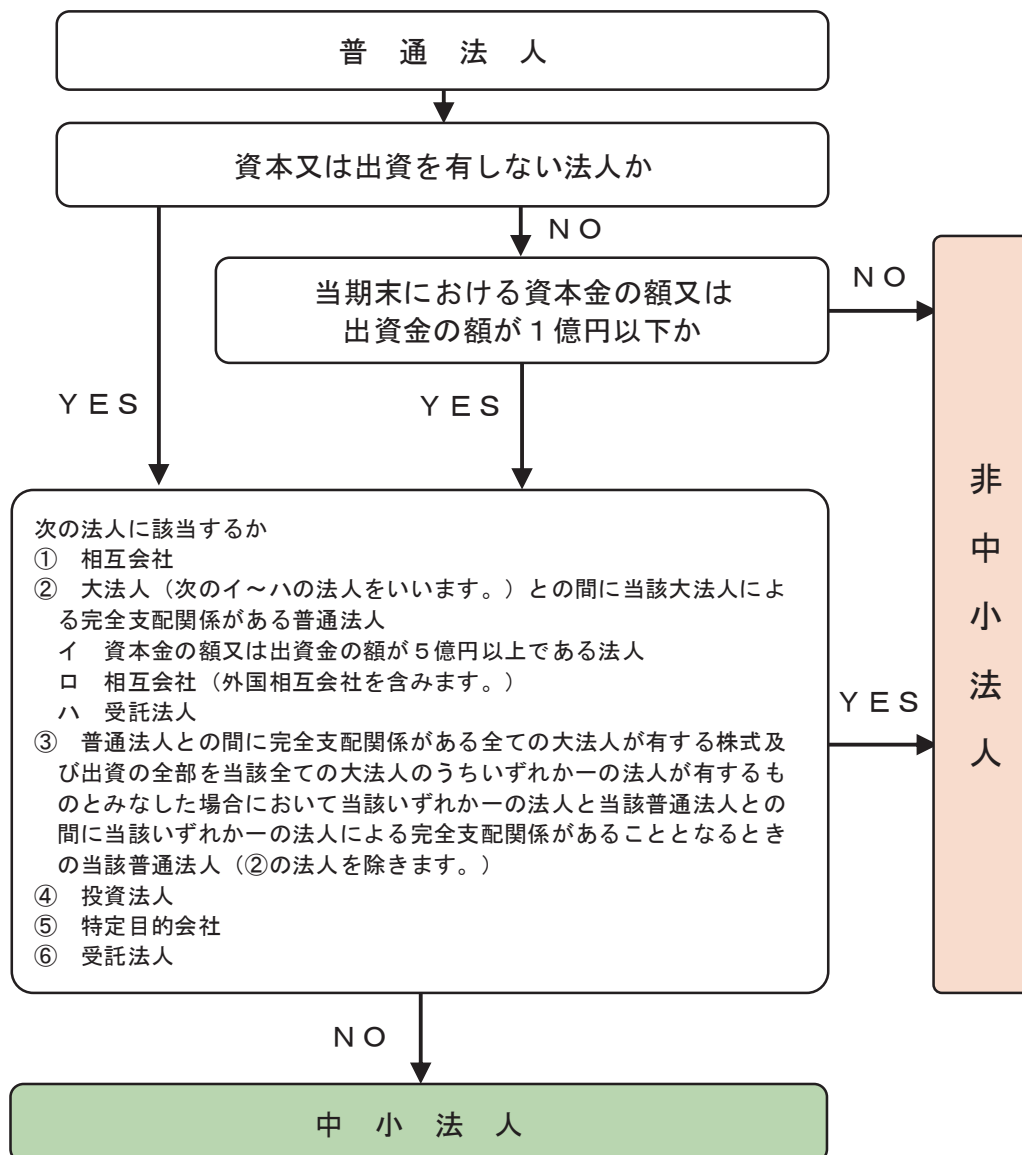 普通法人
資本又は出資を有しない法人か
NO
当期末における資本金の額又は
出資金の額が1億円以下か
NO
YES
YES
次の法人に該当するか
① 相互会社
② 大法人（次のイ～ハの法人をいいます。）との間に当該大法人によ
る完全支配関係がある普通法人
イ 資本金の額又は出資金の額が5億円以上である法人
ロ 相互会社（外国相互会社を含みます。）
ハ 受託法人
③ 普通法人との間に完全支配関係がある全ての大法人が有する株式及
び出資の全部を当該全ての大法人のうちいずれか一の法人が有するも
のとみなした場合において当該いずれか一の法人と当該普通法人との
間に当該いずれか一の法人による完全支配関係があることとなるとき
の当該普通法人（②の法人を除きます。）
④ 投資法人
⑤ 特定目的会社
⑥ 受託法人
YES
非中小法人
NO
中小法人